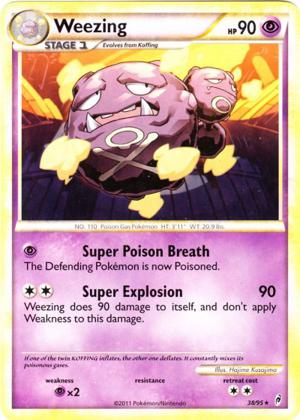 Weezing HP 90
STAGE 1 Evolves from Koffing
NO. 110 Poison Gas Pokémon HT: 3'11" WT: 20.9 lbs.
Super Poison Breath
The Defending Pokémon is now Poisoned.
Super Explosion 90
Weezing does 90 damage to itself, and don't apply
Weakness to this damage.
Illus. Hajime Kusajima
If one of the twin KOFFING inflates, the other one deflates. It constantly mixes its
poisonous gases.
38/95 ★
weakness resistance retreat cost
×2
©2011 Pokémon/Nintendo